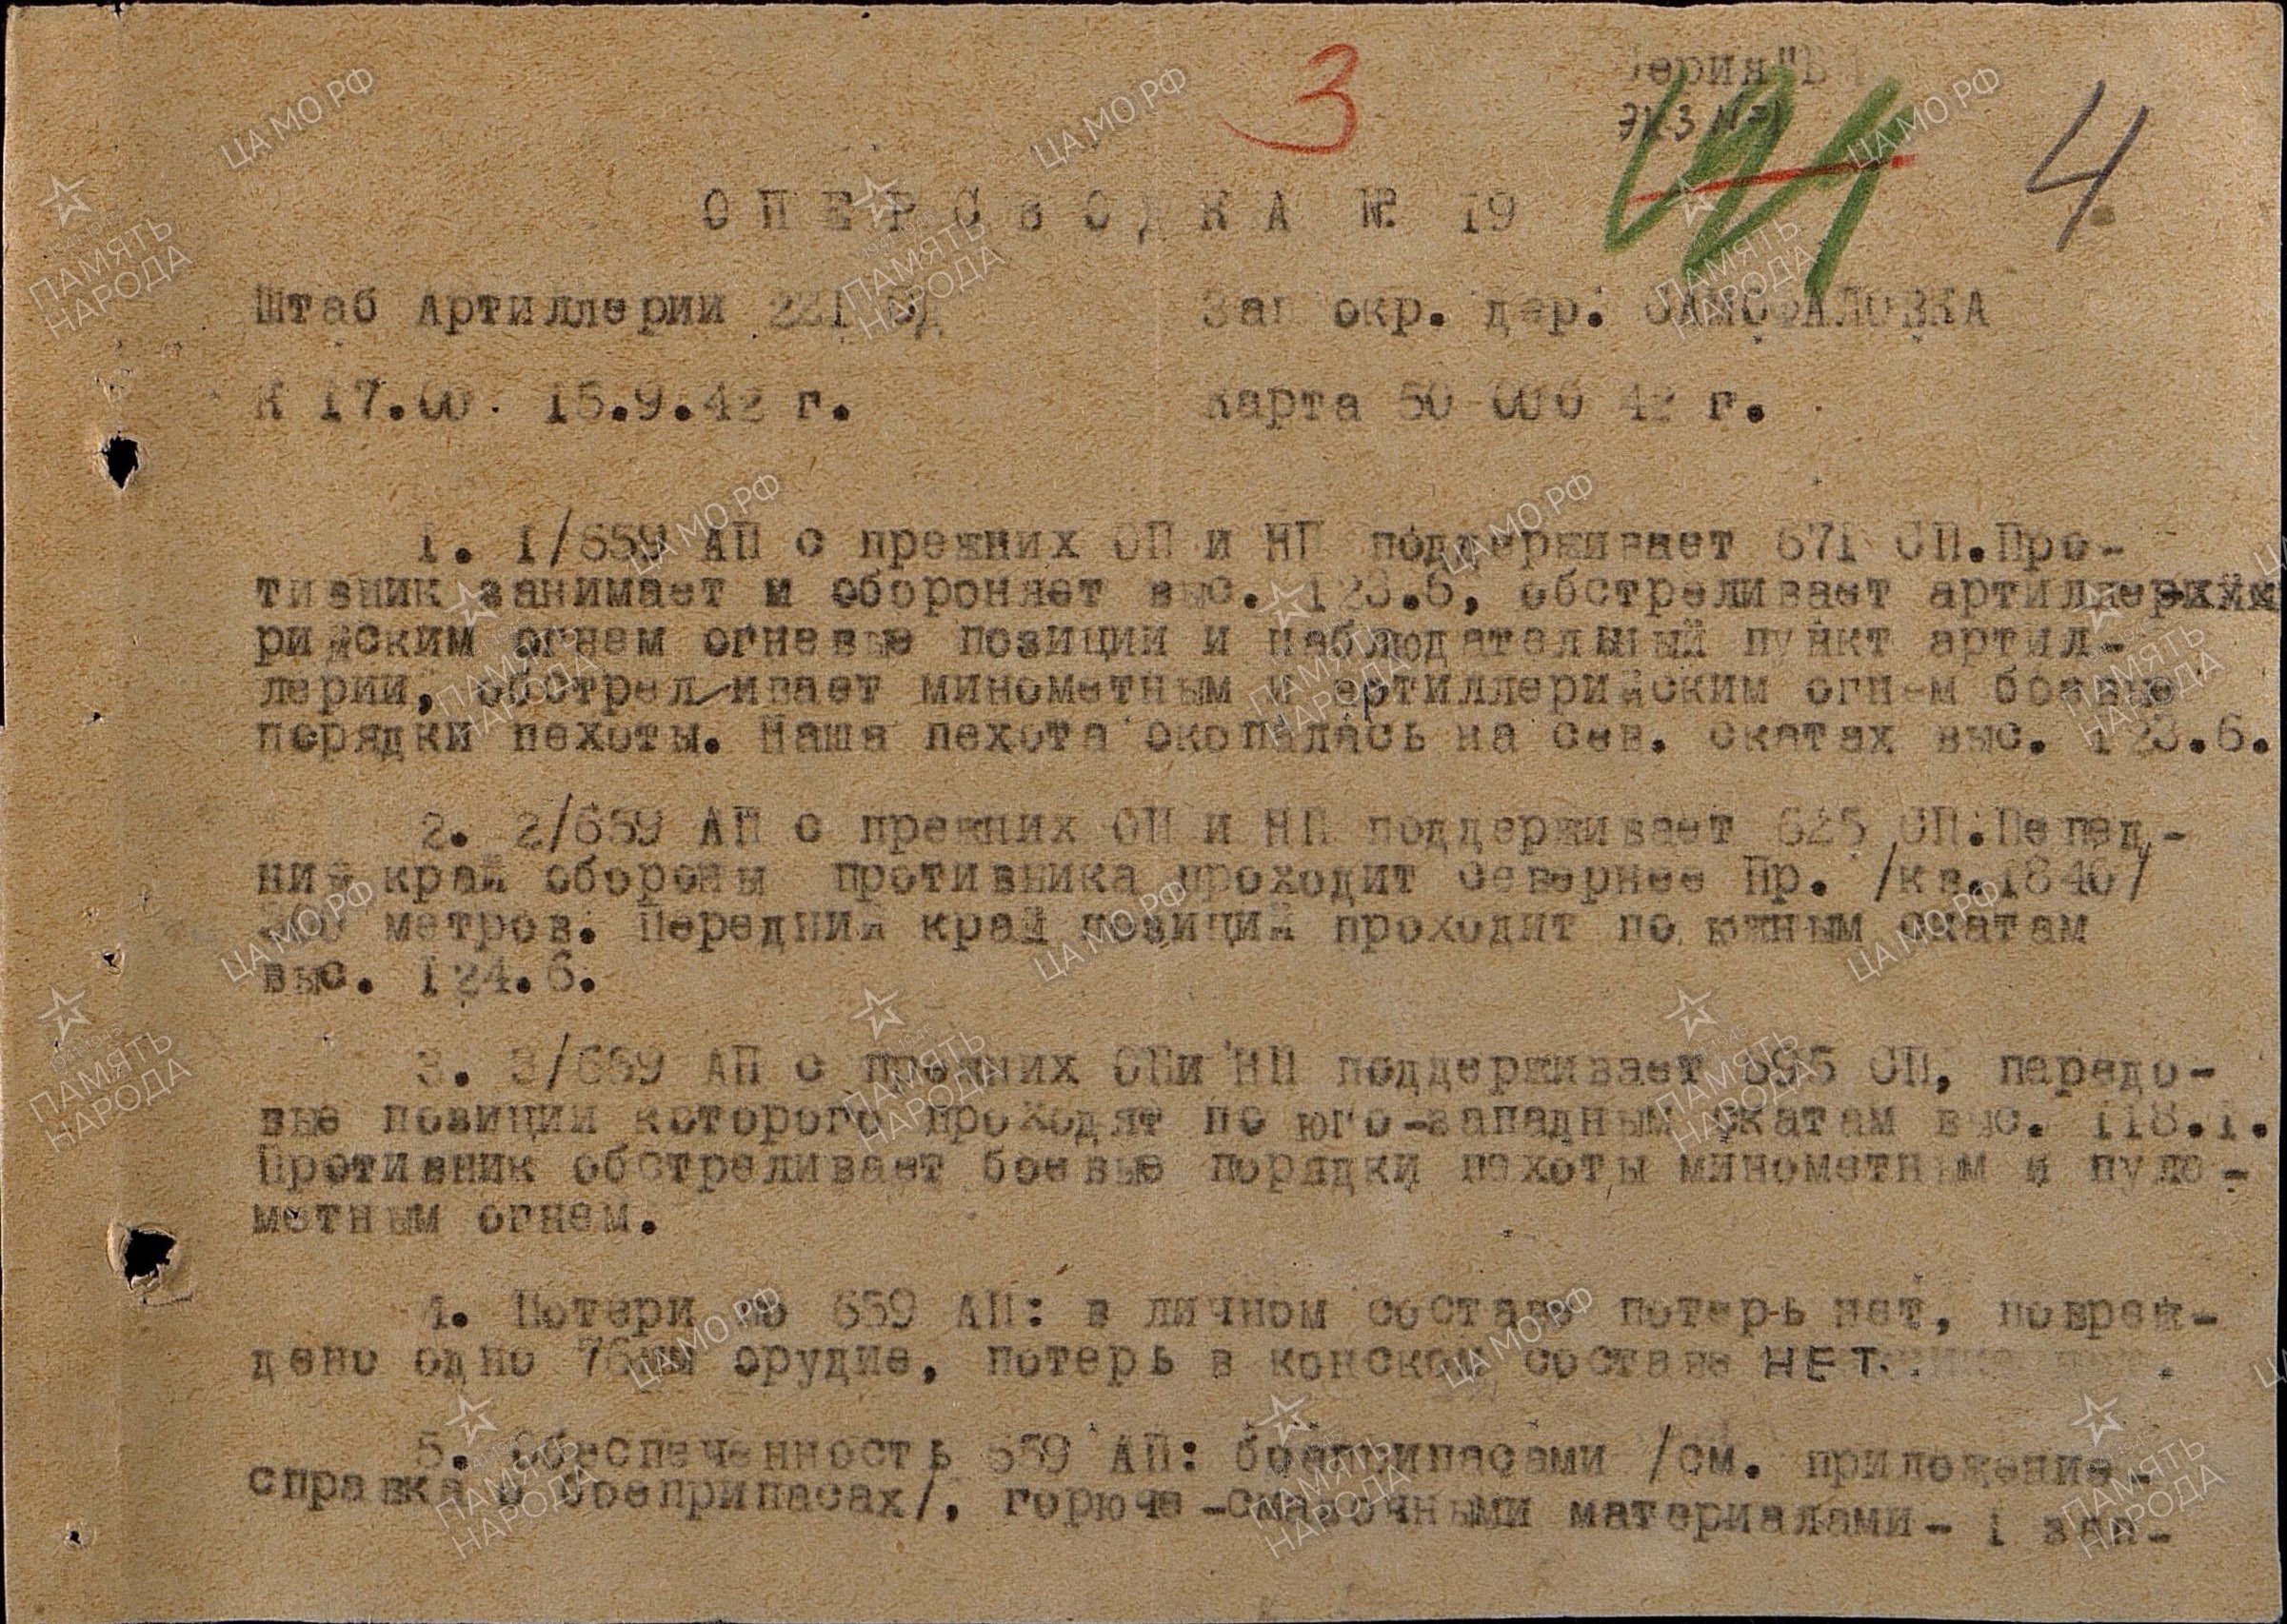 3
ерия "Б"
экз №
4
ОПЕРСВОДКА № 19
Штаб Артиллерии 221 СД
Зап окр. дер. САМОФАЛОВКА
К 17.00. 15.9.42 г.
Карта 50 000 42 г.
1. 1/659 АП с прежних ОП и НП поддерживает 671 СП. Про-
тивник занимает и обороняет выс. 123.6, обстреливает артиллер
рийским огнем огневые позиции и наблюдательный пункт артил-
лерии, обстреливает минометным и артиллерийским огнем боевые
порядки пехоты. Наша пехота окопалась на сев. скатах выс. 123.6.
2. 2/659 АП с прежних ОП и НП поддерживает 625 СП. Перед-
ний край обороны противника проходит севернее Пр. /кв. 1846/
300 метров. Передний край позиций проходит по южным скатам
выс. 124.6.
3. 3/659 АП с прежних ОП и НП поддерживает 695 СП, передо-
вые позиции которого проходят по юго-западным скатам выс. 118.1.
Противник обстреливает боевые порядки пехоты минометным и пуле-
метным огнем.
4. Потери по 659 АП: в личном составе потерь нет, повреж-
дено одно 76мм орудие, потерь в конском составе НЕТ.
5. Обеспеченность 659 АП: боеприпасами /см. приложение-
справка о боеприпасах/, горюче-смазочными материалами- 1 зап-